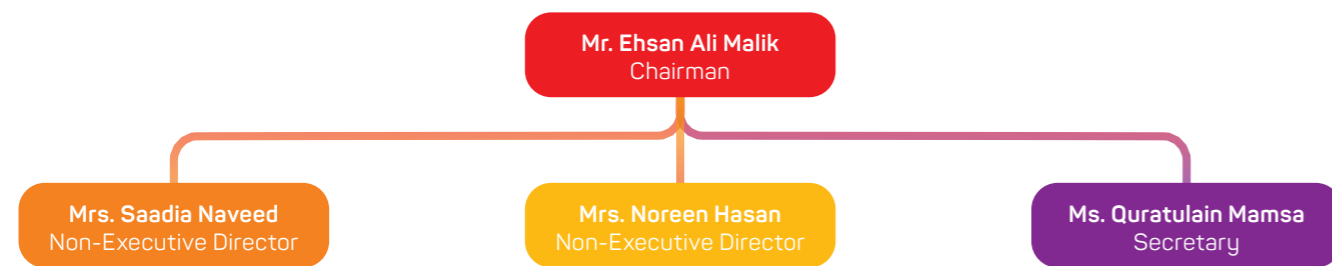 Mr. Ehsan Ali Malik
Chairman
Mrs. Saadia Naveed
Non-Executive Director
Mrs. Noreen Hasan
Non-Executive Director
Ms. Quratulain Mamsa
Secretary